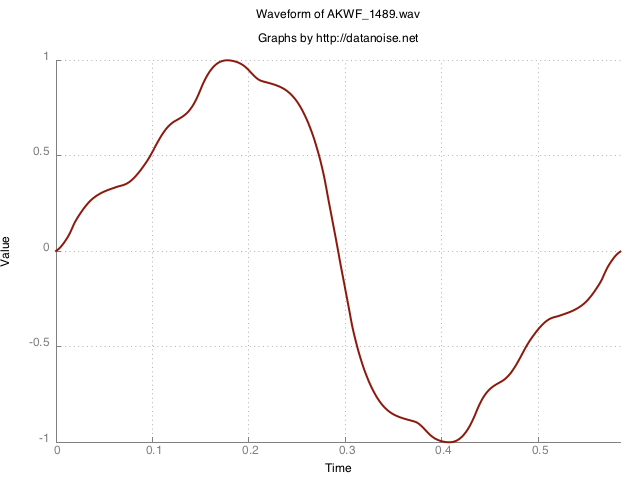 Waveform of AKWF_1489.wav
Graphs by http://datanoise.net
1
0.5
0
-0.5
-1
Value
0 0.1 0.2 0.3 0.4 0.5
Time